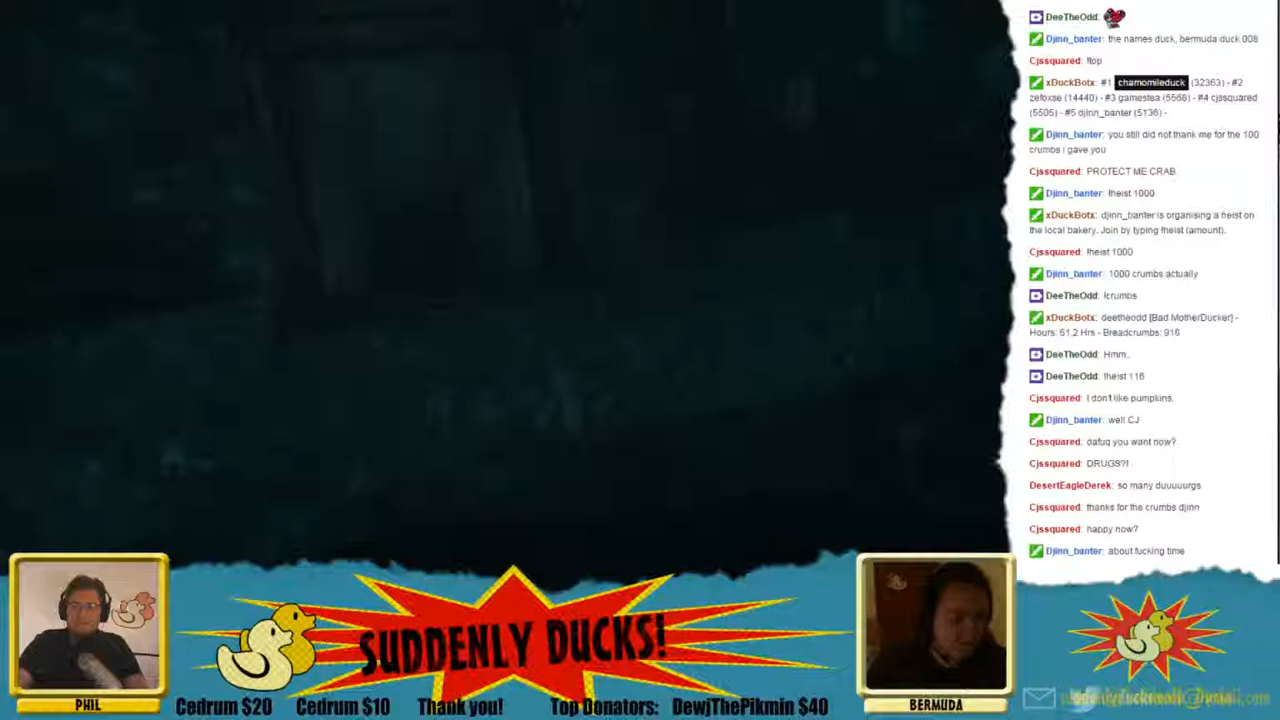 DeeTheOdd:
Djinn_banter: the names duck, bermuda duck 008
Cjssquared: !top
xDuckBotx: #1 chamomileduck (32363) - #2
zefoxse (14440) - #3 gamestea (5568) - #4 cjssquared
(5505) - #5 djinn_banter (5136) -
Djinn_banter: you still did not thank me for the 100
crumbs i gave you
Cjssquared: PROTECT ME CRAB
Djinn_banter: !heist 1000
xDuckBotx: djinn_banter is organising a heist on
the local bakery. Join by typing !heist (amount).
Cjssquared: !heist 1000
Djinn_banter: 1000 crumbs actually
DeeTheOdd: !crumbs
xDuckBotx: deetheodd [Bad MotherDucker] -
Hours: 61.2 Hrs - Breadcrumbs: 916
DeeTheOdd: Hmm..
DeeTheOdd: !heist 116
Cjssquared: I don't like pumpkins.
Djinn_banter: well CJ
Cjssquared: dafuq you want now?
Cjssquared: DRUGS?!
DesertEagleDerek: so many duuuuurgs
Cjssquared: thanks for the crumbs djinn
Cjssquared: happy now?
Djinn_banter: about fucking time
SUDDENLY DUCKS!
PHIL
BERMUDA
Cedrum $20 Cedrum $10 Thank you! Top Donators: DewjThePikmin $40